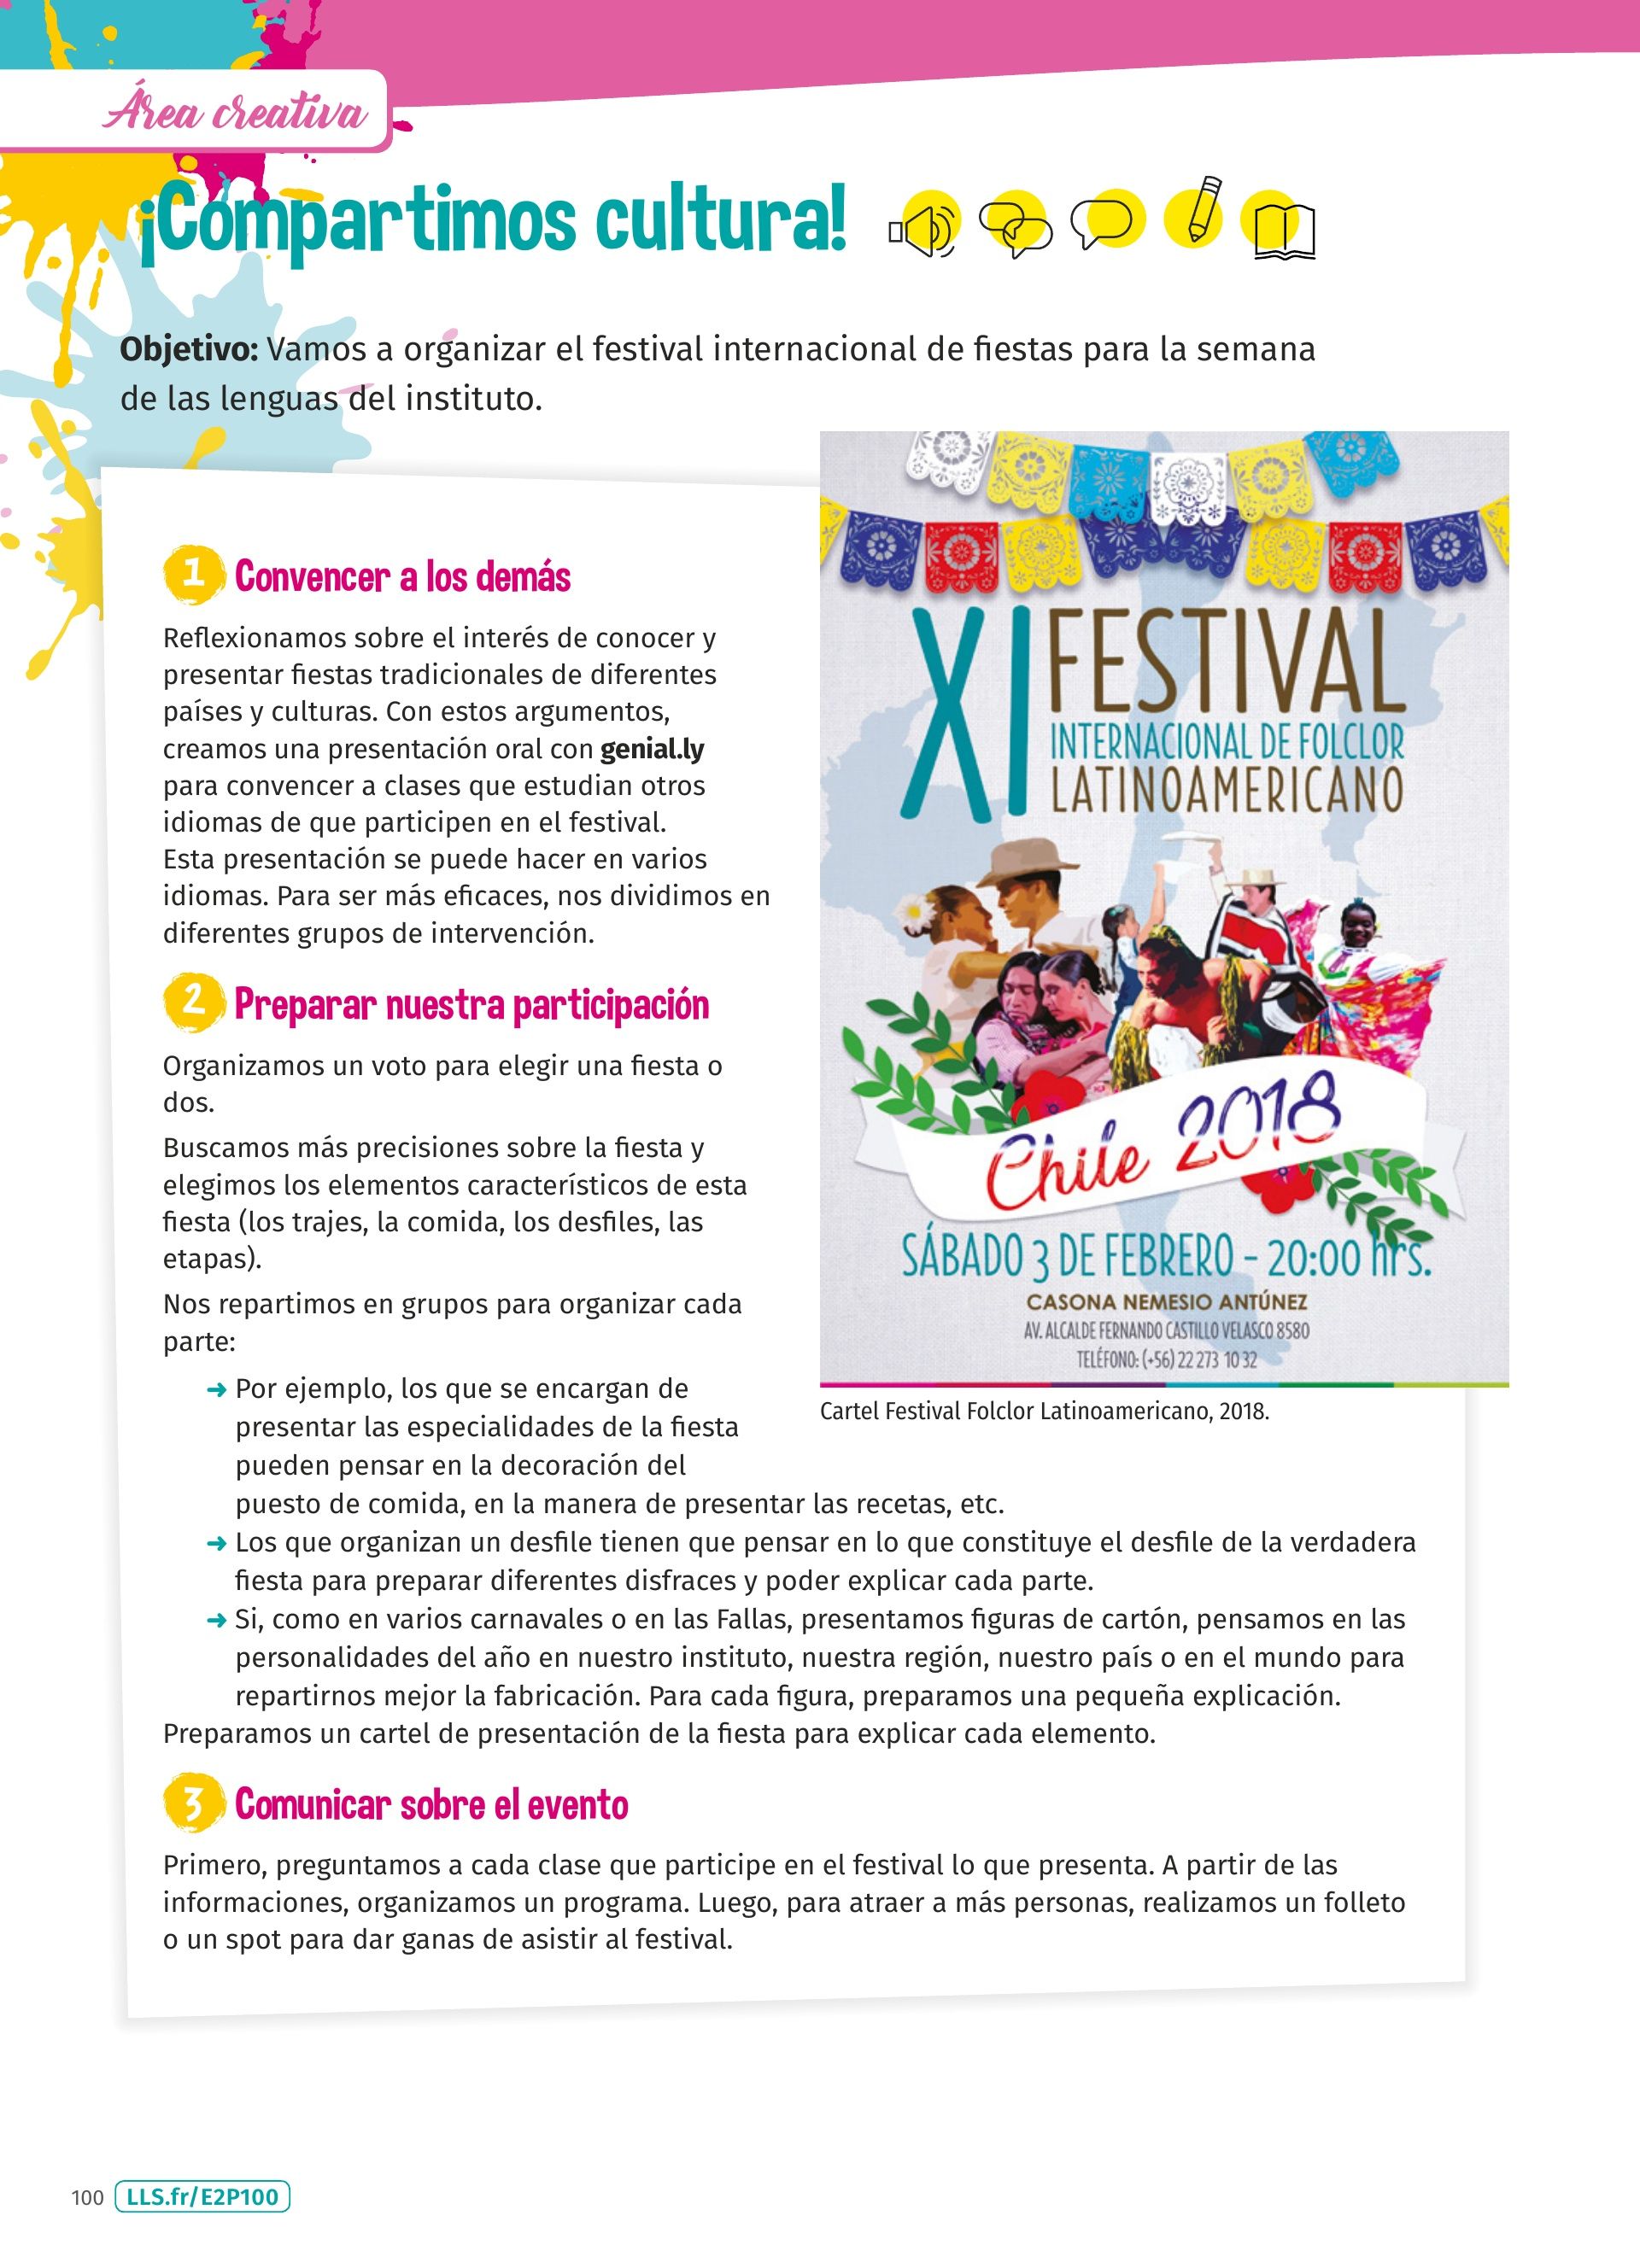 Área creativa
¡Compartimos cultura!
Objetivo: Vamos a organizar el festival internacional de fiestas para la semana
de las lenguas del instituto.
1 Convencer a los demás
Reflexionamos sobre el interés de conocer y
presentar fiestas tradicionales de diferentes
países y culturas. Con estos argumentos,
creamos una presentación oral con genial.ly
para convencer a clases que estudian otros
idiomas de que participen en el festival.
Esta presentación se puede hacer en varios
idiomas. Para ser más eficaces, nos dividimos en
diferentes grupos de intervención.
2 Preparar nuestra participación
Organizamos un voto para elegir una fiesta o
dos.
Buscamos más precisiones sobre la fiesta y
elegimos los elementos característicos de esta
fiesta (los trajes, la comida, los desfiles, las
etapas).
Nos repartimos en grupos para organizar cada
parte:
➜ Por ejemplo, los que se encargan de
presentar las especialidades de la fiesta
pueden pensar en la decoración del
puesto de comida, en la manera de presentar las recetas, etc.
➜ Los que organizan un desfile tienen que pensar en lo que constituye el desfile de la verdadera
fiesta para preparar diferentes disfraces y poder explicar cada parte.
➜ Si, como en varios carnavales o en las Fallas, presentamos figuras de cartón, pensamos en las
personalidades del año en nuestro instituto, nuestra región, nuestro país o en el mundo para
repartirnos mejor la fabricación. Para cada figura, preparamos una pequeña explicación.
Preparamos un cartel de presentación de la fiesta para explicar cada elemento.
3 Comunicar sobre el evento
Primero, preguntamos a cada clase que participe en el festival lo que presenta. A partir de las
informaciones, organizamos un programa. Luego, para atraer a más personas, realizamos un folleto
o un spot para dar ganas de asistir al festival.
XI FESTIVAL
INTERNACIONAL DE FOLCLOR
LATINOAMERICANO
Chile 2018
SÁBADO 3 DE FEBRERO - 20:00 hrs.
CASONA NEMESIO ANTÚNEZ
AV. ALCALDE FERNANDO CASTILLO VELASCO 8580
TELÉFONO: (+56) 22 273 10 32
Cartel Festival Folclor Latinoamericano, 2018.
100 LLS.fr/E2P100